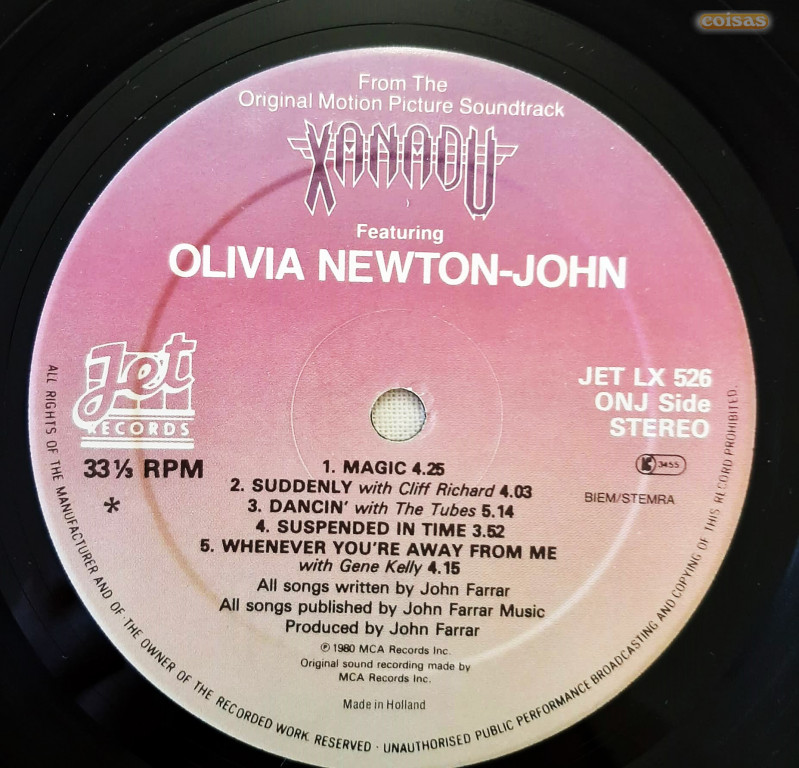 coisas
From The
Original Motion Picture Soundtrack
XANADU
Featuring
OLIVIA NEWTON-JOHN
Jet
RECORDS
33⅓ RPM
*
JET LX 526
ONJ Side
STEREO
K 3455
BIEM/STEMRA
1. MAGIC 4.25
2. SUDDENLY with Cliff Richard 4.03
3. DANCIN' with The Tubes 5.14
4. SUSPENDED IN TIME 3.52
5. WHENEVER YOU'RE AWAY FROM ME
with Gene Kelly 4.15
All songs written by John Farrar
All songs published by John Farrar Music
Produced by John Farrar
℗ 1980 MCA Records Inc.
Original sound recording made by
MCA Records Inc.
Made in Holland
ALL RIGHTS OF THE MANUFACTURER AND OF THE OWNER OF THE RECORDED WORK RESERVED · UNAUTHORISED PUBLIC PERFORMANCE BROADCASTING AND COPYING OF THIS RECORD PROHIBITED.